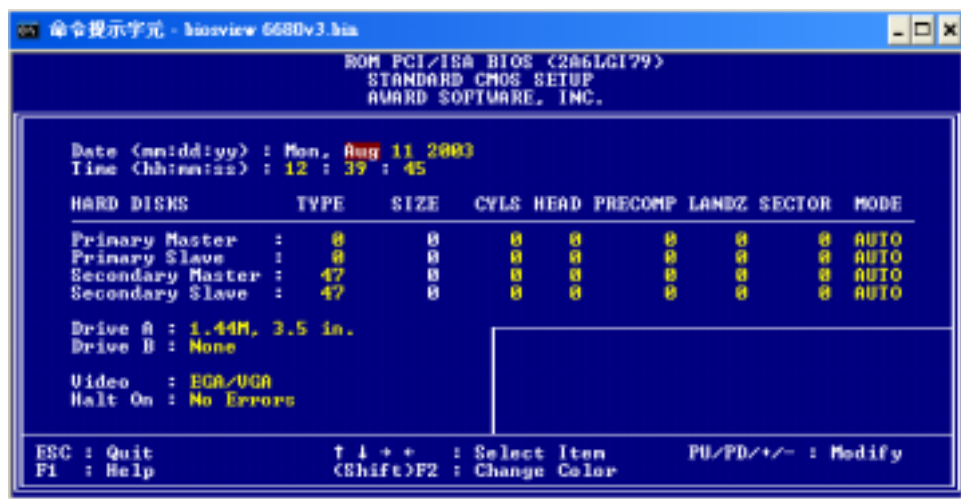 命令提示字元 - biosview 6680v3.bin
ROM PCI/ISA BIOS (2A6LGI79)
STANDARD CMOS SETUP
AWARD SOFTWARE, INC.
Date (mm:dd:yy) : Mon, Aug 11 2003
Time (hh:mm:ss) : 12 : 39 : 45
HARD DISKS TYPE SIZE CYLS HEAD PRECOMP LANDZ SECTOR MODE
Primary Master : 0 0 0 0 0 0 0 AUTO
Primary Slave : 0 0 0 0 0 0 0 AUTO
Secondary Master : 47 0 0 0 0 0 0 AUTO
Secondary Slave : 47 0 0 0 0 0 0 AUTO
Drive A : 1.44M, 3.5 in.
Drive B : None
Video : EGA/VGA
Halt On : No Errors
ESC : Quit ↑ ↓ → ← : Select Item PU/PD/+/- : Modify
F1 : Help (Shift)F2 : Change Color